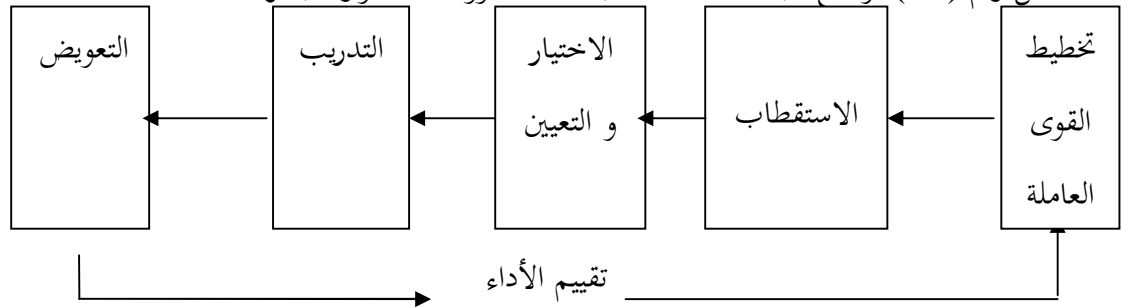 تخطيط
القوى
العاملة
الاستقطاب
الاختيار
و التعيين
التدريب
التعويض
تقييم الأداء